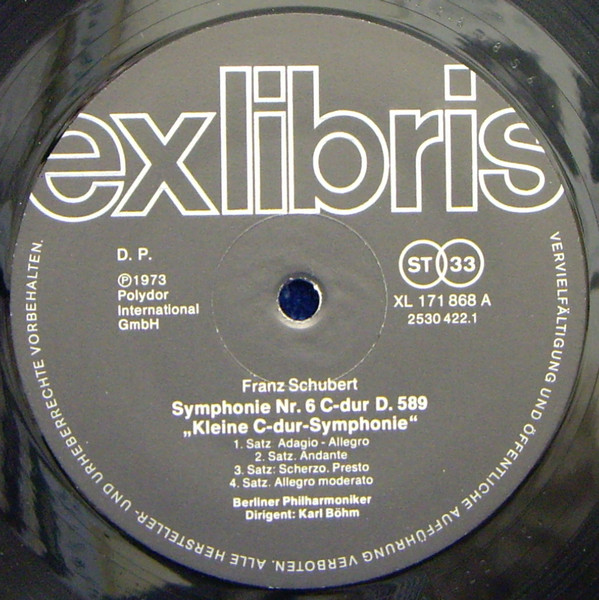 exlibris
D. P.
℗1973
Polydor
International
GmbH
ST 33
XL 171 868 A
2530 422.1
Franz Schubert
Symphonie Nr. 6 C-dur D. 589
„Kleine C-dur-Symphonie“
1. Satz. Adagio - Allegro
2. Satz. Andante
3. Satz: Scherzo. Presto
4. Satz. Allegro moderato
Berliner Philharmoniker
Dirigent: Karl Böhm
ALLE HERSTELLER- UND URHEBERRECHTE VORBEHALTEN.
VERVIELFÄLTIGUNG UND ÖFFENTLICHE AUFFÜHRUNG VERBOTEN.